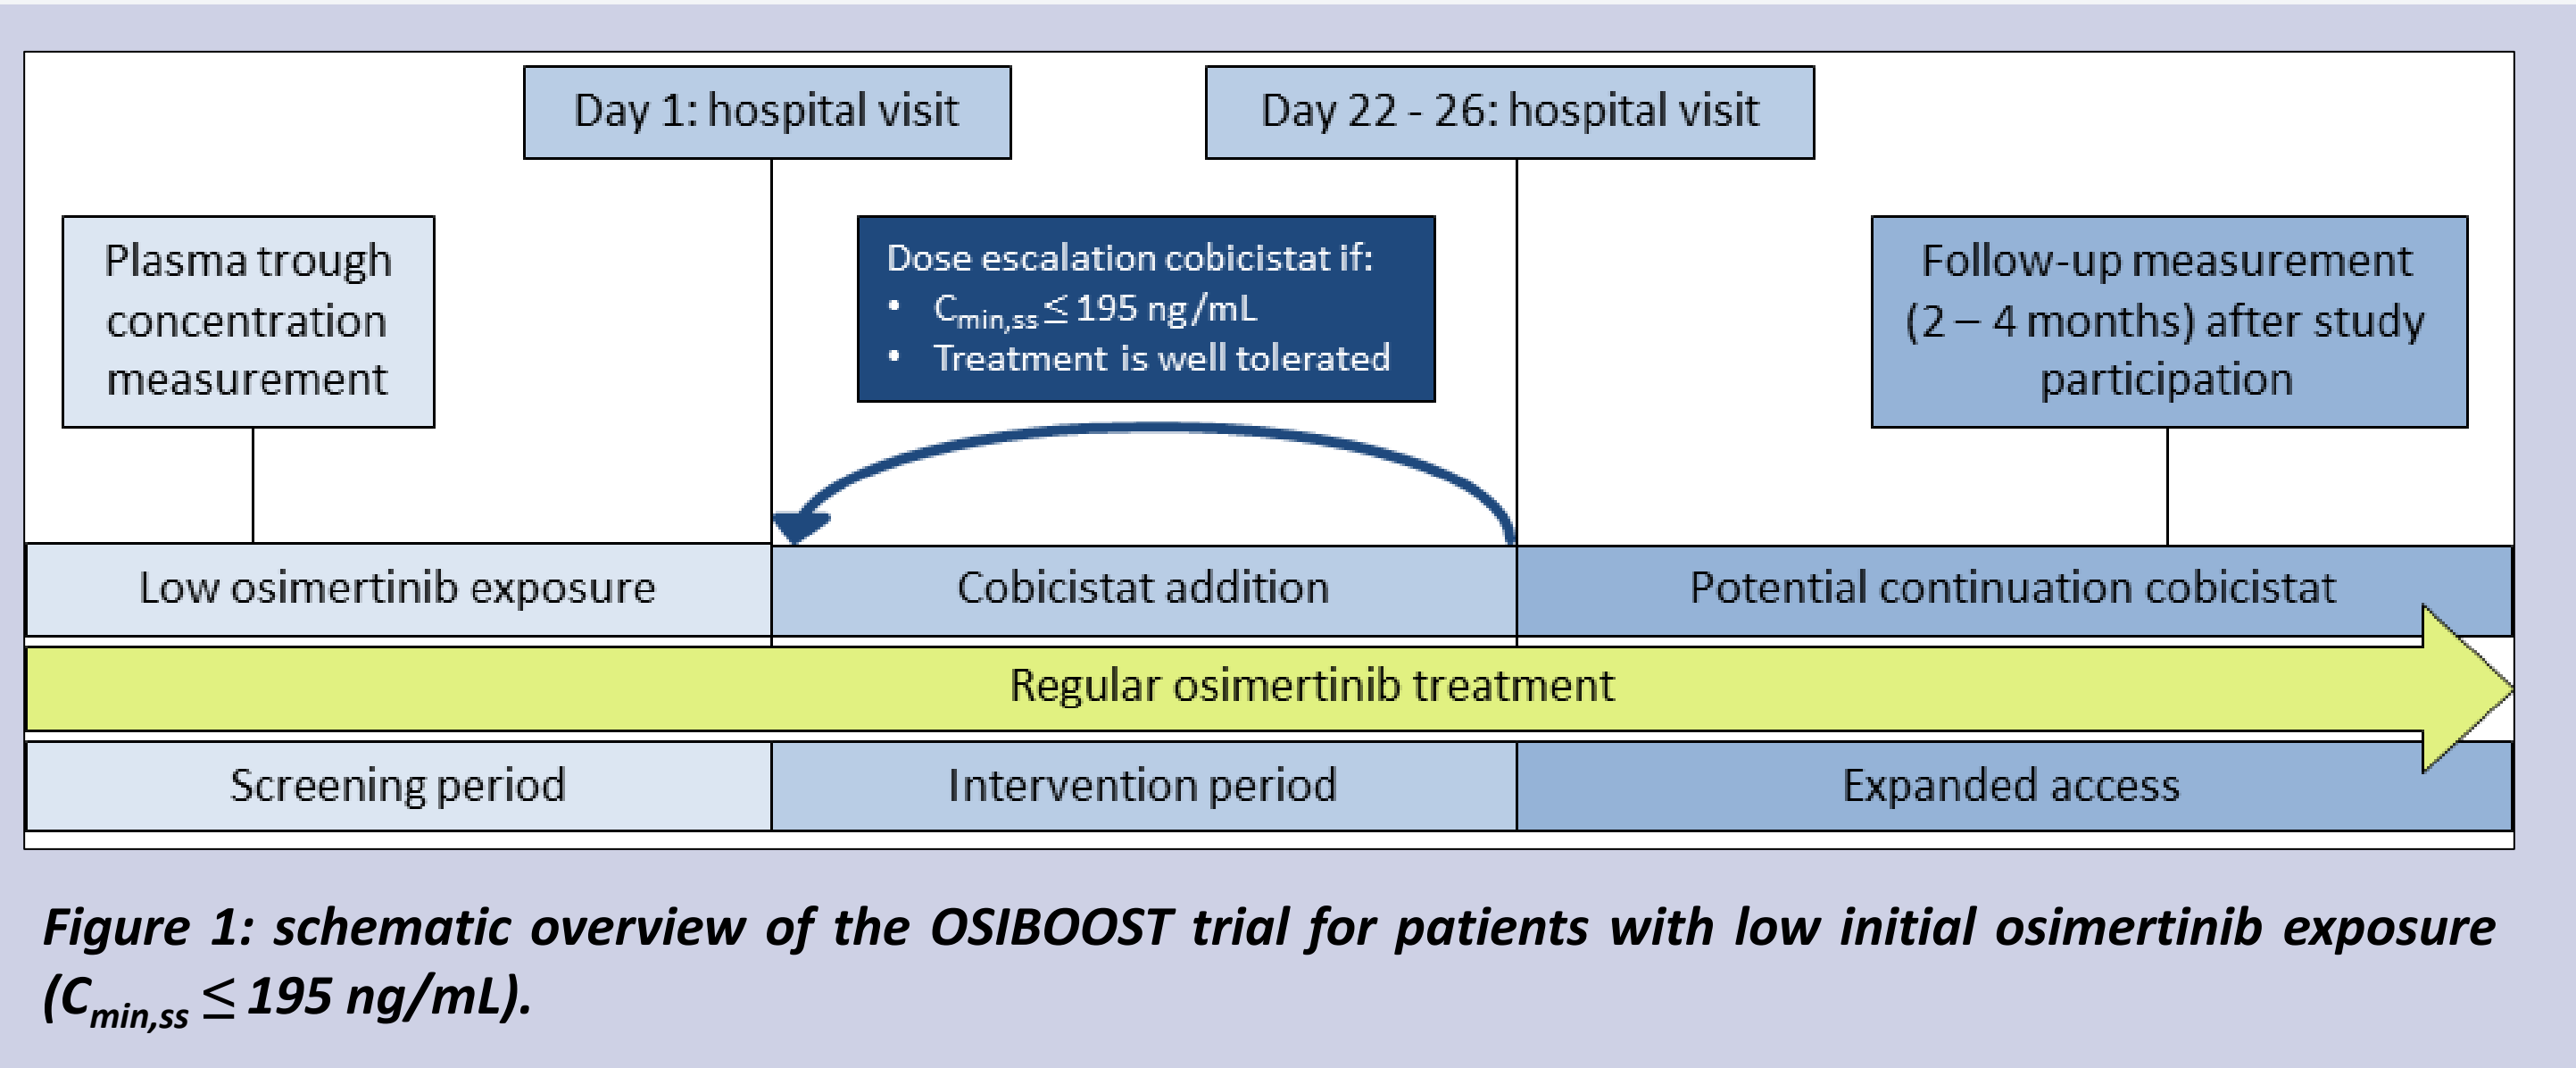 Day 1: hospital visit
Day 22 - 26: hospital visit
Plasma trough
concentration
measurement
Dose escalation cobicistat if:
• Cmin,ss ≤ 195 ng/mL
• Treatment is well tolerated
Follow-up measurement
(2 – 4 months) after study
participation
Low osimertinib exposure
Cobicistat addition
Potential continuation cobicistat
Regular osimertinib treatment
Screening period
Intervention period
Expanded access
Figure 1: schematic overview of the OSIBOOST trial for patients with low initial osimertinib exposure
(Cmin,ss ≤ 195 ng/mL).